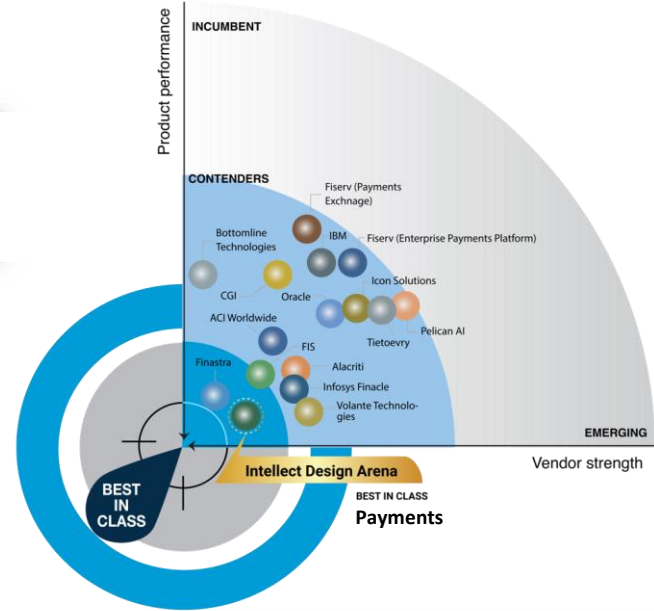 INCUMBENT
Product performance
CONTENDERS
Fiserv (Payments
Exchnage)
Bottomline
Technologies
IBM
Fiserv (Enterprise Payments Platform)
Icon Solutions
CGI
Oracle
ACI Worldwide
Pelican AI
Tietoevry
FIS
Finastra
Alacriti
Infosys Finacle
Volante Technolo-
gies
EMERGING
Vendor strength
Intellect Design Arena
BEST
IN
CLASS
BEST IN CLASS
Payments